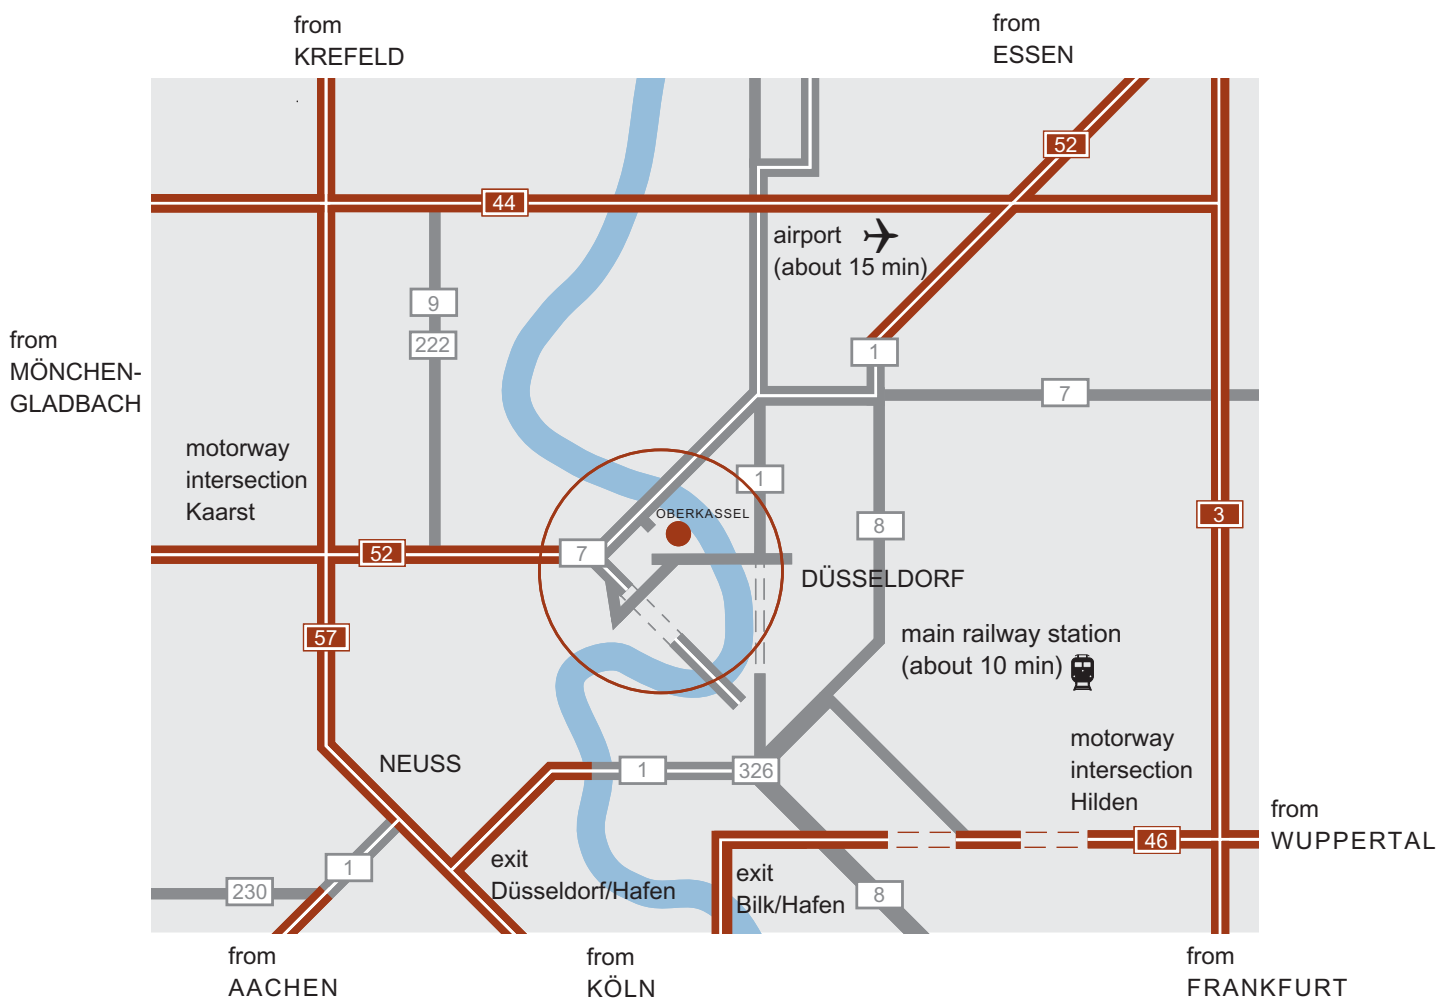 from
KREFELD
from
ESSEN
52
44
airport
(about 15 min)
9
222
1
7
from
MÖNCHEN-
GLADBACH
motorway
intersection
Kaarst
1
OBERKASSEL
8
3
52
7
DÜSSELDORF
57
main railway station
(about 10 min)
NEUSS
1
326
motorway
intersection
Hilden
from
WUPPERTAL
46
exit
Düsseldorf/Hafen
1
230
exit
Bilk/Hafen
8
from
AACHEN
from
KÖLN
from
FRANKFURT